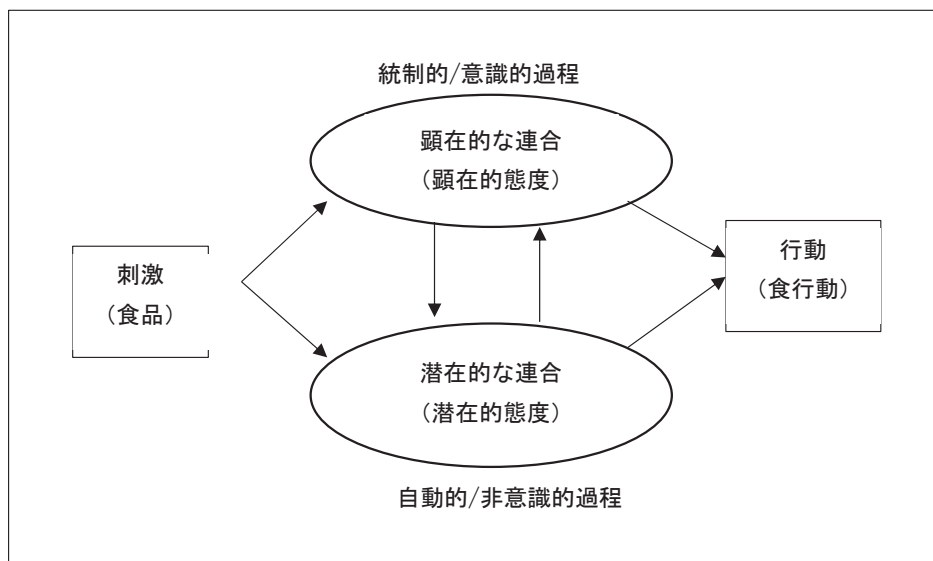 統制的/意識的過程
顕在的な連合
（顕在的態度）
刺激
（食品）
行動
（食行動）
潜在的な連合
（潜在的態度）
自動的/非意識的過程